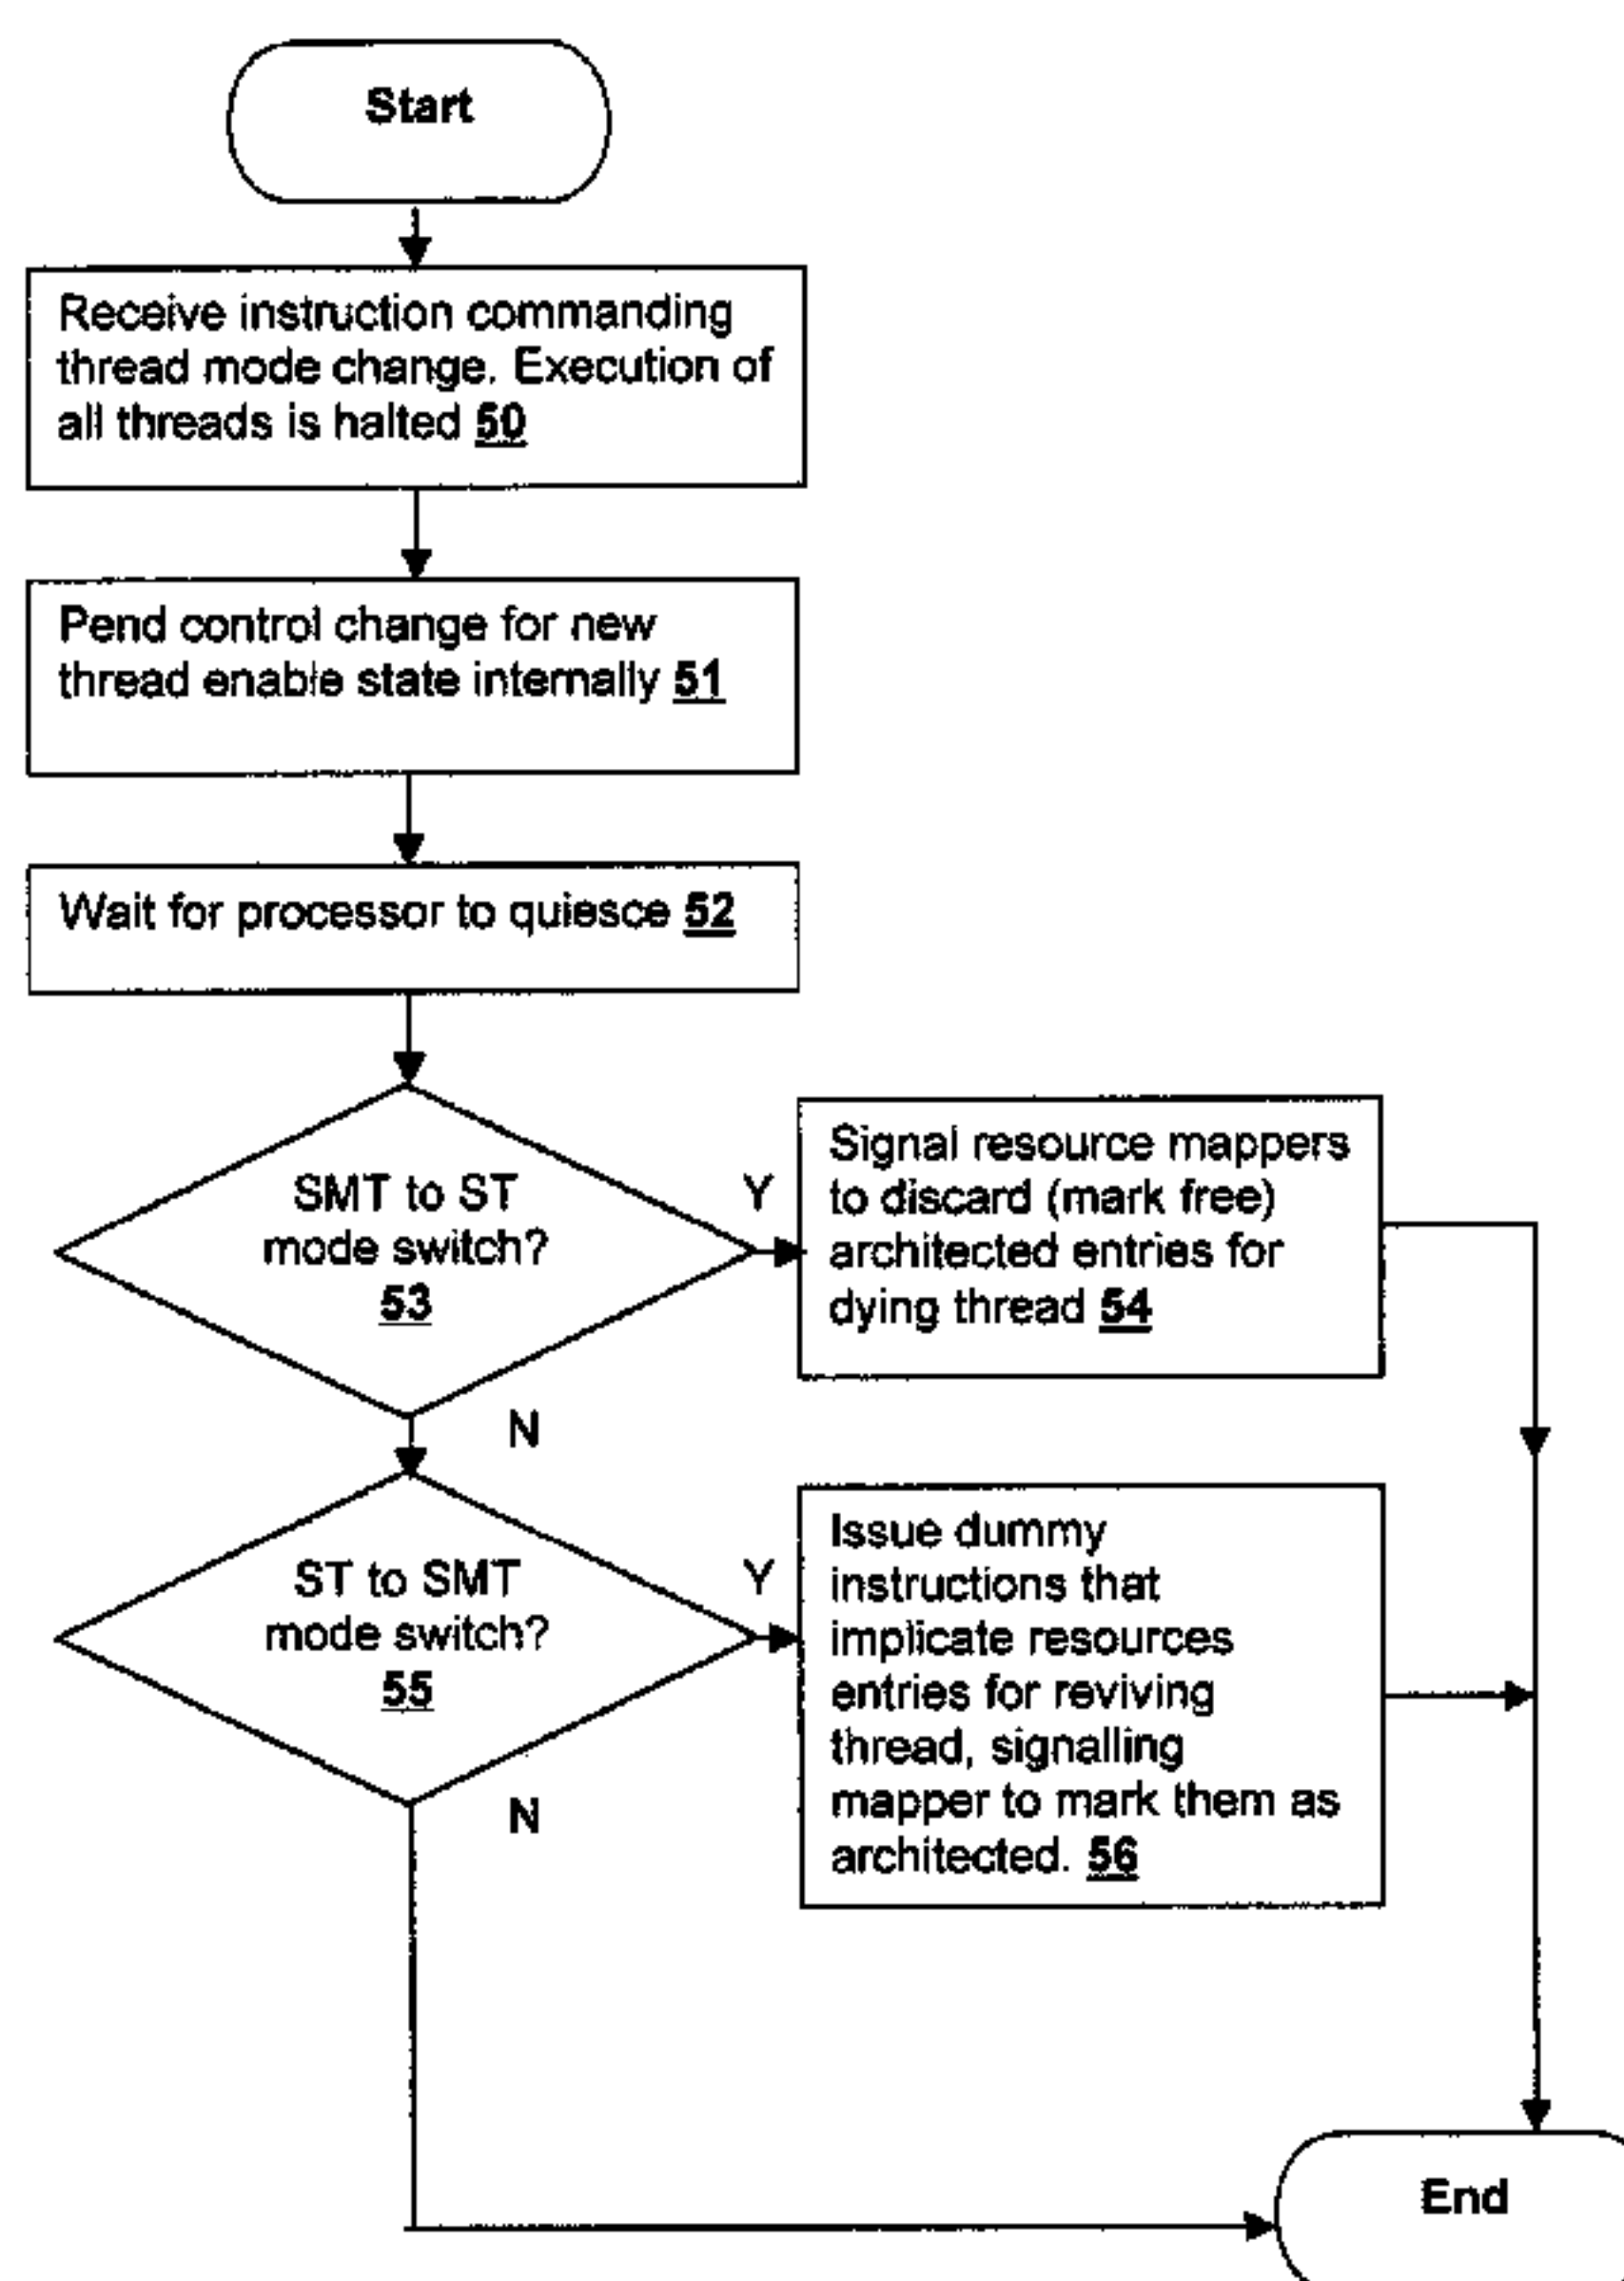 Start
Receive instruction commanding
thread mode change. Execution of
all threads is halted 50
Pend control change for new
thread enable state internally 51
Wait for processor to quiesce 52
SMT to ST
mode switch?
53
Y
Signal resource mappers
to discard (mark free)
architected entries for
dying thread 54
N
ST to SMT
mode switch?
55
Y
Issue dummy
instructions that
implicate resources
entries for reviving
thread, signalling
mapper to mark them as
architected. 56
N
End